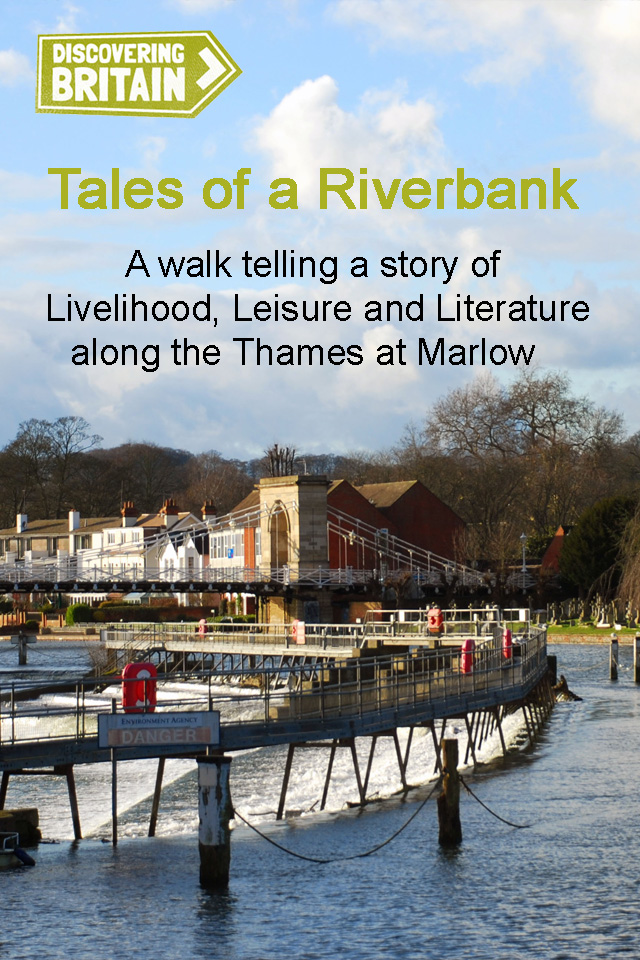 DISCOVERING
BRITAIN
Tales of a Riverbank
A walk telling a story of
Livelihood, Leisure and Literature
along the Thames at Marlow
ENVIRONMENT AGENCY
DANGER